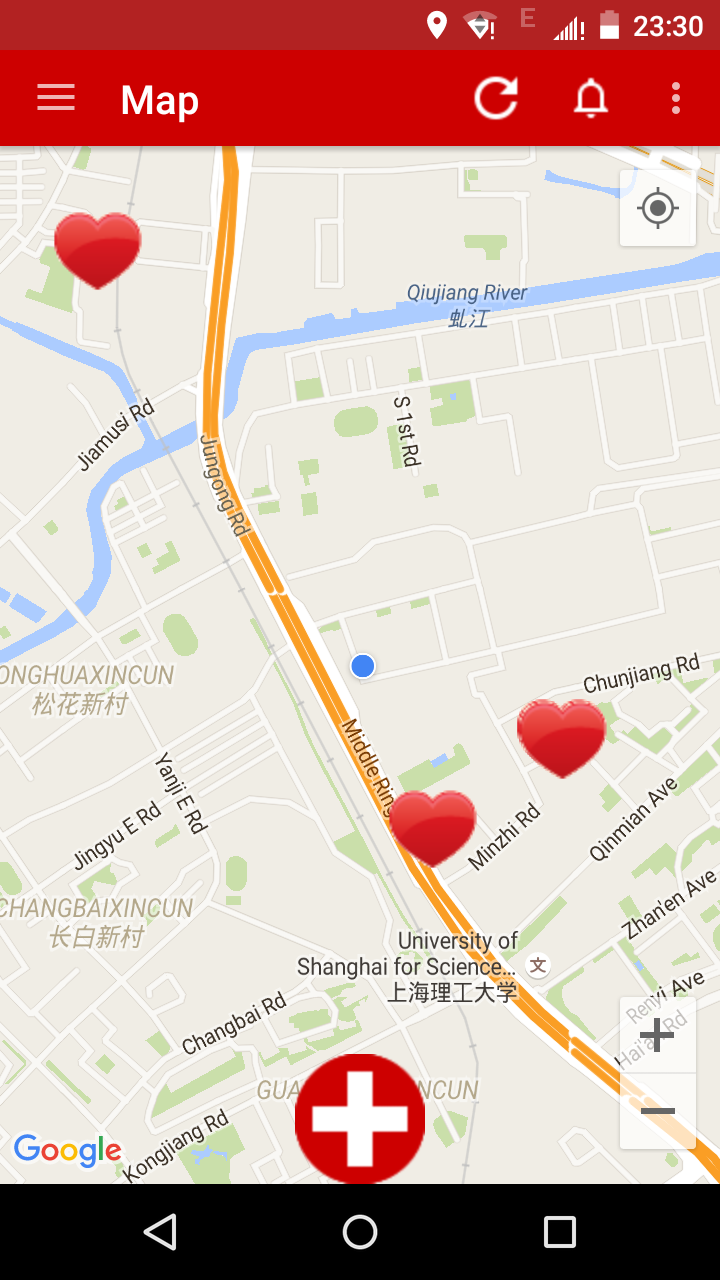 E
23:30
Map
Qiujiang River
虬江
Jiamusi Rd
S 1st Rd
Jungong Rd
ONGHUAXINCUN
松花新村
Chunjiang Rd
Middle Ring
Yanji E Rd
Jingyu E Rd
Minzhi Rd
Qinmian Ave
Zhan'en Ave
CHANGBAIXINCUN
长白新村
University of
Shanghai for Science...
上海理工大学
文
Renyi Ave
Hai'an Rd
Changbai Rd
GUA
NCUN
Kongjiang Rd
Google